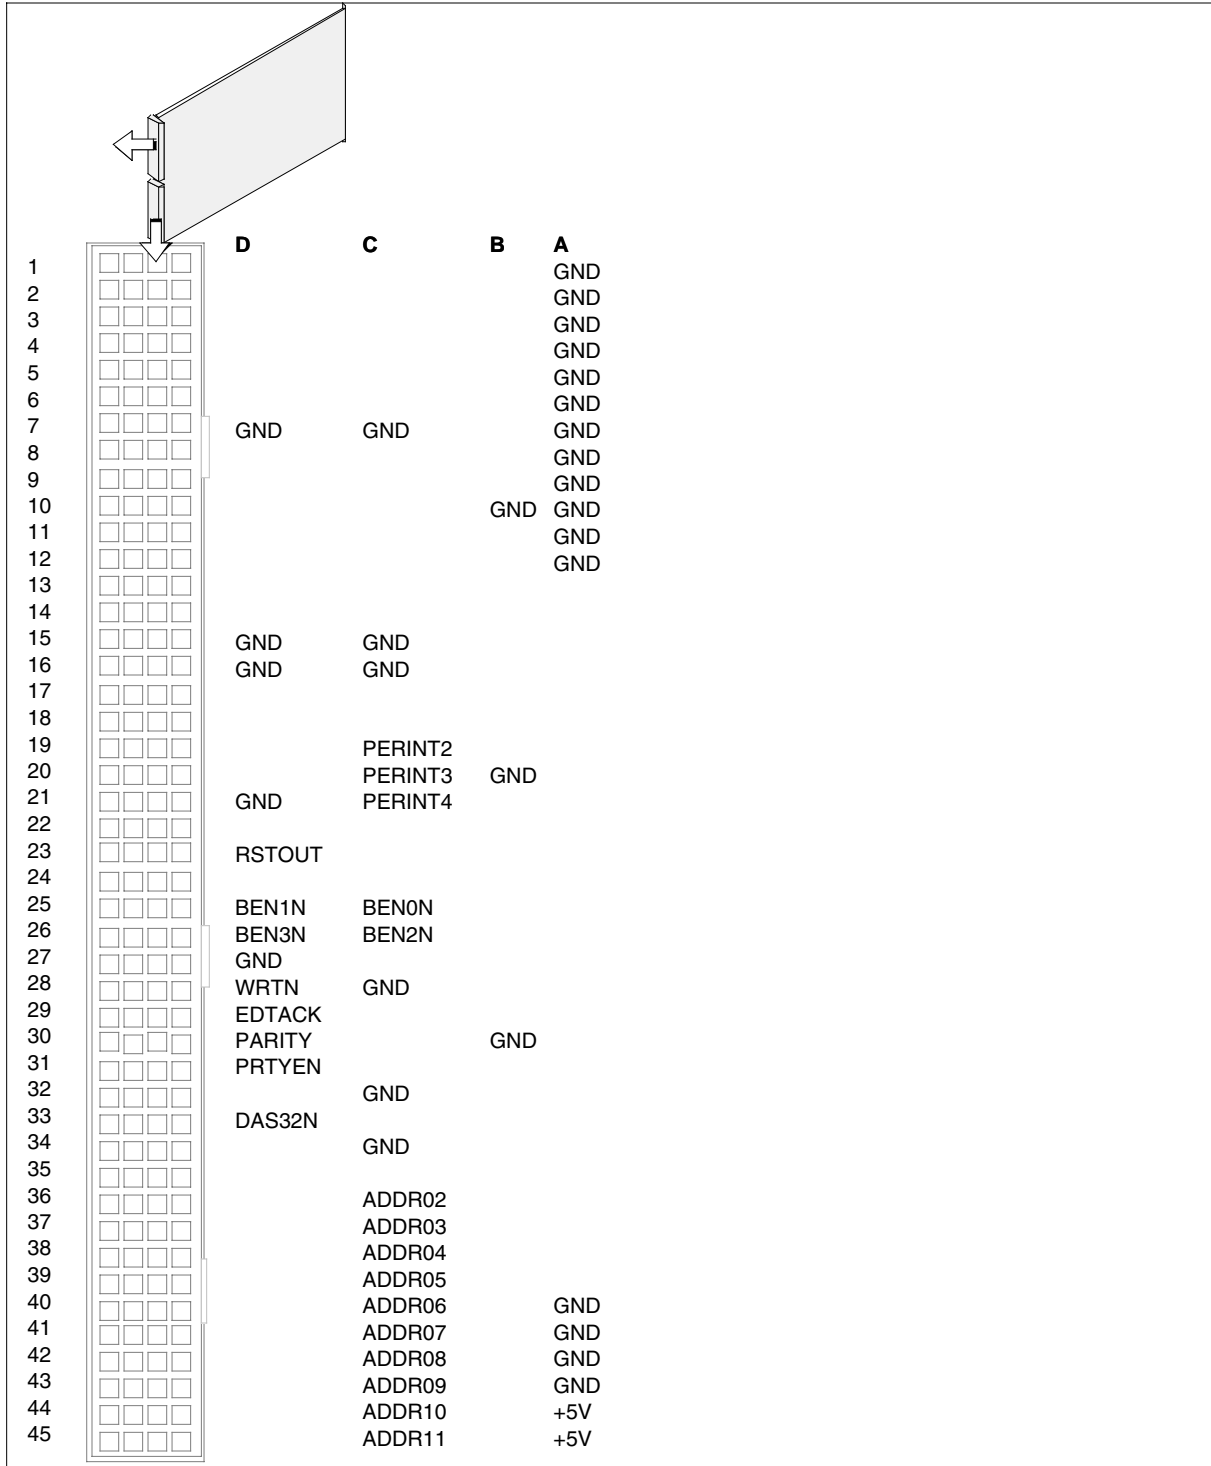 D C B A
1 GND
2 GND
3 GND
4 GND
5 GND
6 GND
7 GND GND GND
8 GND
9 GND
10 GND GND
11 GND
12 GND
13
14
15 GND GND
16 GND GND
17
18
19 PERINT2
20 PERINT3 GND
21 GND PERINT4
22
23 RSTOUT
24
25 BEN1N BEN0N
26 BEN3N BEN2N
27 GND
28 WRTN GND
29 EDTACK
30 PARITY GND
31 PRTYEN
32 GND
33 DAS32N
34 GND
35
36 ADDR02
37 ADDR03
38 ADDR04
39 ADDR05
40 ADDR06 GND
41 ADDR07 GND
42 ADDR08 GND
43 ADDR09 GND
44 ADDR10 +5V
45 ADDR11 +5V